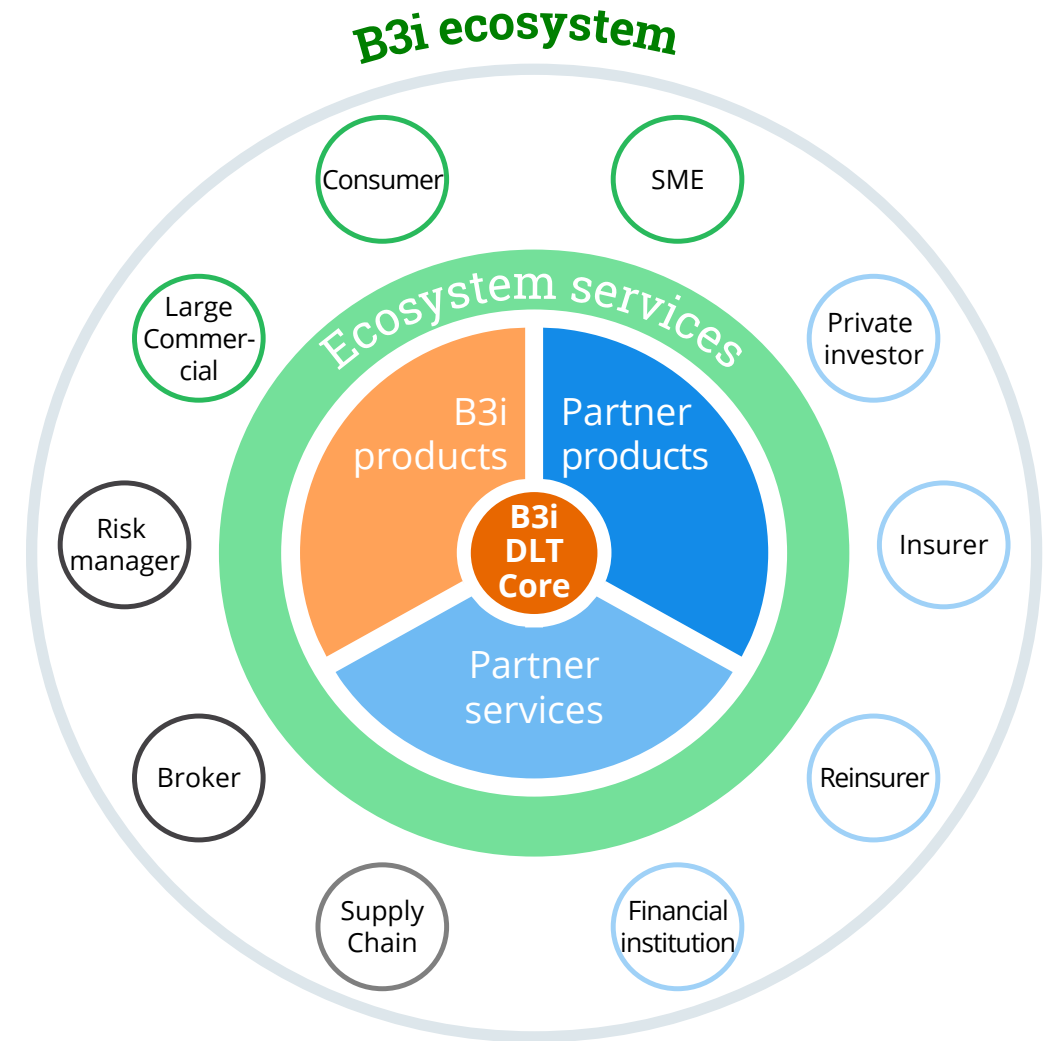 B3i ecosystem
Consumer
SME
Large
Commer-
cial
Private
investor
Ecosystem services
B3i
products
Partner
products
Risk
manager
B3i
DLT
Core
Insurer
Partner
services
Broker
Reinsurer
Supply
Chain
Financial
institution